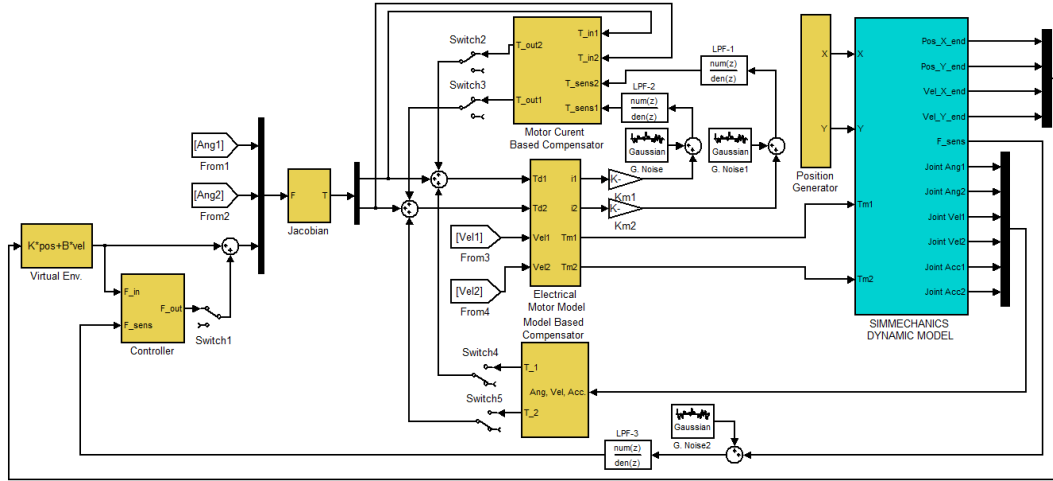 Switch2
T_out2
T_in1
T_in2
T_sens2
T_sens1
Switch3
T_out1
Motor Curent
Based Compensator
LPF-1
num(z)
den(z)
LPF-2
num(z)
den(z)
Gaussian
G. Noise
Gaussian
G. Noise1
X
Y
Position
Generator
X
Y
Tm1
Tm2
Pos_X_end
Pos_Y_end
Vel_X_end
Vel_Y_end
F_sens
Joint Ang1
Joint Ang2
Joint Vel1
Joint Vel2
Joint Acc1
Joint Acc2
SIMMECHANICS
DYNAMIC MODEL
[Ang1]
From1
[Ang2]
From2
F
T
Jacobian
Td1
Td2
Vel1
Vel2
i1
i2
Tm1
Tm2
Electrical
Motor Model
K-
Km1
K-
Km2
[Vel1]
From3
[Vel2]
From4
K*pos+B*vel
Virtual Env.
F_in
F_sens
F_out
Controller
Switch1
Model Based
Compensator
Switch4
T_1
Ang, Vel, Acc.
Switch5
T_2
LPF-3
num(z)
den(z)
Gaussian
G. Noise2